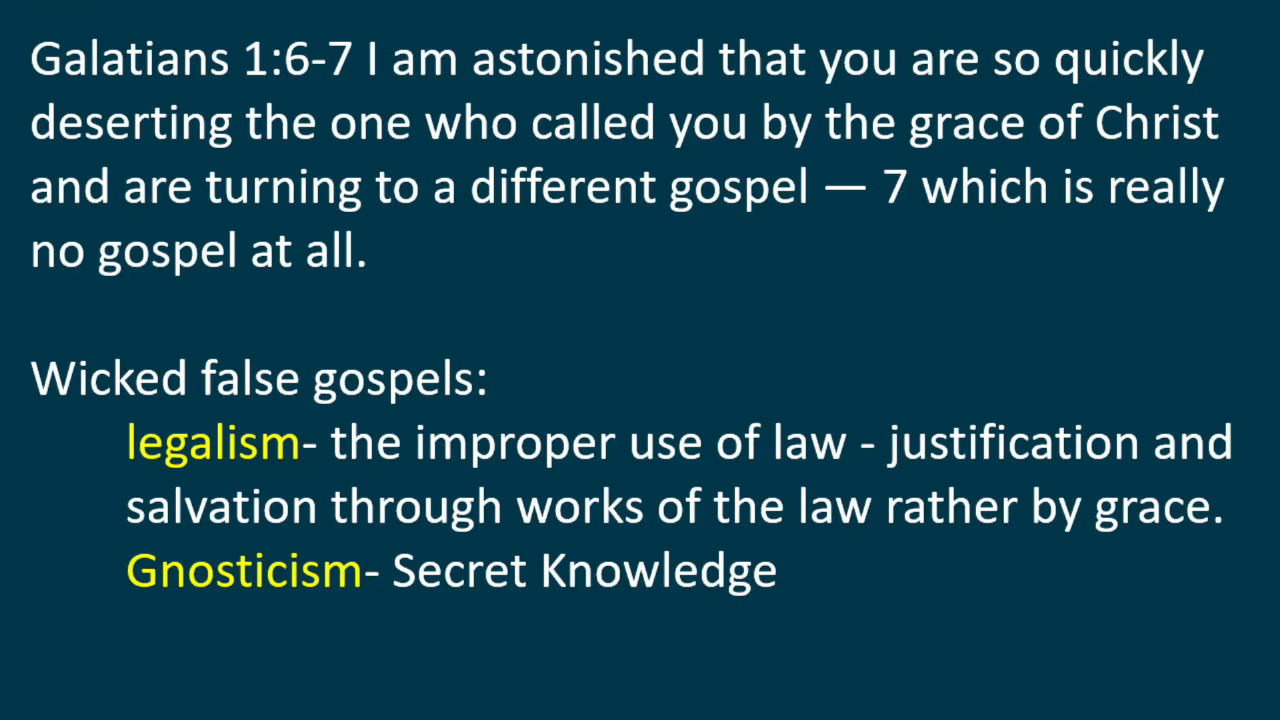 Galatians 1:6-7 I am astonished that you are so quickly
deserting the one who called you by the grace of Christ
and are turning to a different gospel — 7 which is really
no gospel at all.
Wicked false gospels:
legalism- the improper use of law - justification and
salvation through works of the law rather by grace.
Gnosticism- Secret Knowledge